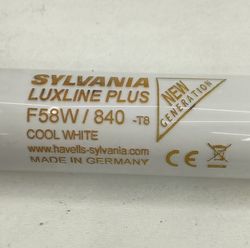 SYLVANIA
LUXLINE PLUS
F58W / 840 -T8
COOL WHITE
www.havells-sylvania.com
MADE IN GERMANY
NEW
GENERATION
CE